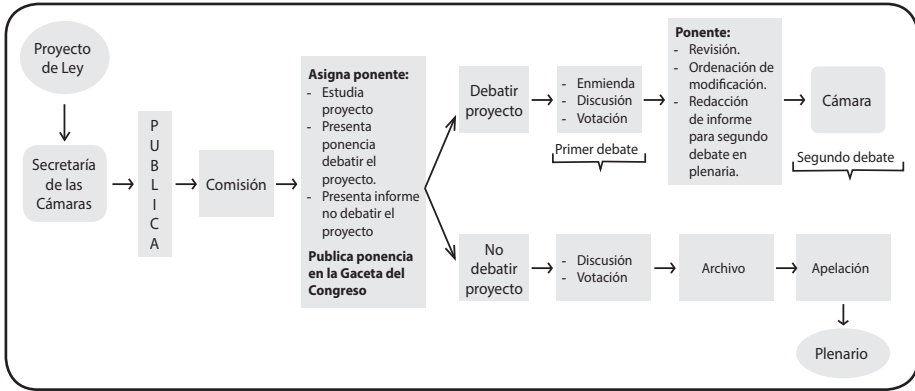 Proyecto
de Ley
Secretaría
de las
Cámaras
P
U
B
L
I
C
A
Comisión
Asigna ponente:
- Estudia
proyecto
- Presenta
ponencia
debatir el
proyecto.
- Presenta informe
no debatir el
proyecto
Publica ponencia
en la Gaceta del
Congreso
Debatir
proyecto
- Enmienda
- Discusión
- Votación
Primer debate
Ponente:
- Revisión.
- Ordenación de
modificación.
- Redacción
de informe
para segundo
debate en
plenaria.
Cámara
Segundo debate
No
debatir
proyecto
- Discusión
- Votación
Archivo
Apelación
Plenario